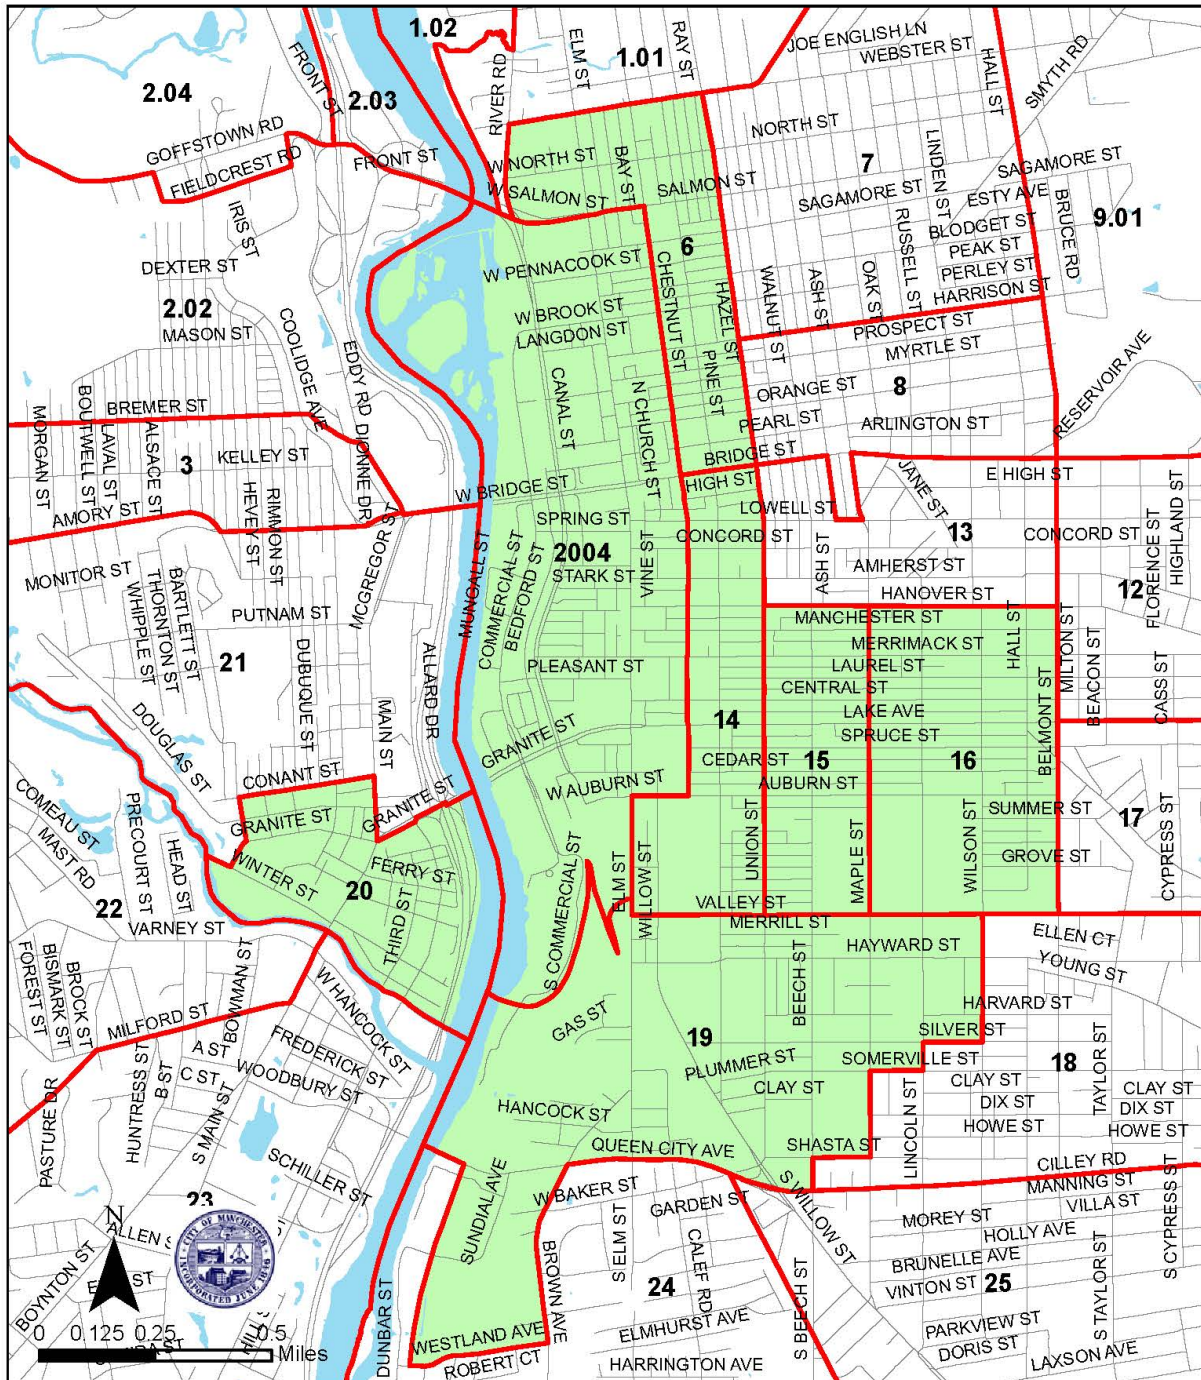 1.02
1.01
ELM ST
RAY ST
JOE ENGLISH LN
WEBSTER ST
HALL ST
SMYTH RD
2.04
FRONT ST
2.03
RIVER RD
GOFFSTOWN RD
FIELDCREST RD
FRONT ST
W NORTH ST
BAY ST
NORTH ST
7
LINDEN ST
SAGAMORE ST
W SALMON ST
SALMON ST
SAGAMORE ST
ESTY AVE
BRUCE RD
9.01
IRIS ST
6
RUSSELL ST
BLODGET ST
PEAK ST
DEXTER ST
W PENNACOOK ST
CHESTNUT ST
HAZEL ST
WALNUT ST
ASH ST
OAK ST
PERLEY ST
HARRISON ST
2.02
MASON ST
COOLIDGE AVE
EDDY RD
W BROOK ST
LANGDON ST
PROSPECT ST
MYRTLE ST
PINE ST
ORANGE ST
8
RESERVOIR AVE
BREMER ST
CANAL ST
N CHURCH ST
PEARL ST
ARLINGTON ST
MORGAN ST
BOUTWELL ST
LAVAL ST
ALSACE ST
3
KELLEY ST
DIONNE DR
BRIDGE ST
HEVEY ST
RIMMON ST
W BRIDGE ST
HIGH ST
JANE ST
E HIGH ST
AMORY ST
LOWELL ST
SPRING ST
CONCORD ST
13
CONCORD ST
FLORENCE ST
HIGHLAND ST
MCGREGOR ST
MUNGALL ST
COMMERCIAL ST
BEDFORD ST
2004
STARK ST
VINE ST
ASH ST
AMHERST ST
HANOVER ST
12
MONITOR ST
BARTLETT ST
THORNTON ST
WHIPPLE ST
PUTNAM ST
MANCHESTER ST
MERRIMACK ST
HALL ST
MILTON ST
BEACON ST
CASS ST
21
DUBUQUE ST
MAIN ST
ALLARD DR
PLEASANT ST
LAUREL ST
CENTRAL ST
LAKE AVE
SPRUCE ST
BELMONT ST
DOUGLAS ST
GRANITE ST
14
CEDAR ST
15
16
CONANT ST
GRANITE ST
W AUBURN ST
AUBURN ST
COMEAU ST
PRECOURT ST
GRANITE ST
SUMMER ST
17
CYPRESS ST
MAST RD
HEAD ST
WINTER ST
FERRY ST
ELM ST
WILLOW ST
UNION ST
MAPLE ST
WILSON ST
GROVE ST
22
20
THIRD ST
S COMMERCIAL ST
VALLEY ST
MERRILL ST
VARNEY ST
HAYWARD ST
ELLEN CT
YOUNG ST
FOREST ST
BISMARK ST
BROCK ST
BOWMAN ST
W HANCOCK ST
BEECH ST
HARVARD ST
MILFORD ST
GAS ST
19
SILVER ST
A ST
FREDERICK ST
PLUMMER ST
SOMERVILLE ST
18
TAYLOR ST
HUNTRESS ST
B ST
C ST
WOODBURY ST
CLAY ST
CLAY ST
CLAY ST
PASTURE DR
S MAIN ST
HANCOCK ST
LINCOLN ST
DIX ST
DIX ST
HOWE ST
HOWE ST
QUEEN CITY AVE
SHASTA ST
SCHILLER ST
SUNDIAL AVE
W BAKER ST
GARDEN ST
S WILLOW ST
CILLEY RD
MANNING ST
VILLA ST
S CYPRESS ST
23
N
CITY OF MANCHESTER
INCORPORATED JUNE 1846
ALLEN S
BOYNTON ST
S ELM ST
CALEF RD
MOREY ST
HOLLY AVE
BRUNELLE AVE
BROWN AVE
24
S BEECH ST
VINTON ST
25
S TAYLOR ST
DUNBAR ST
WESTLAND AVE
ROBERT CT
ELMHURST AVE
HARRINGTON AVE
PARKVIEW ST
DORIS ST
LAXSON AVE
0 0.125 0.25 0.5
Miles